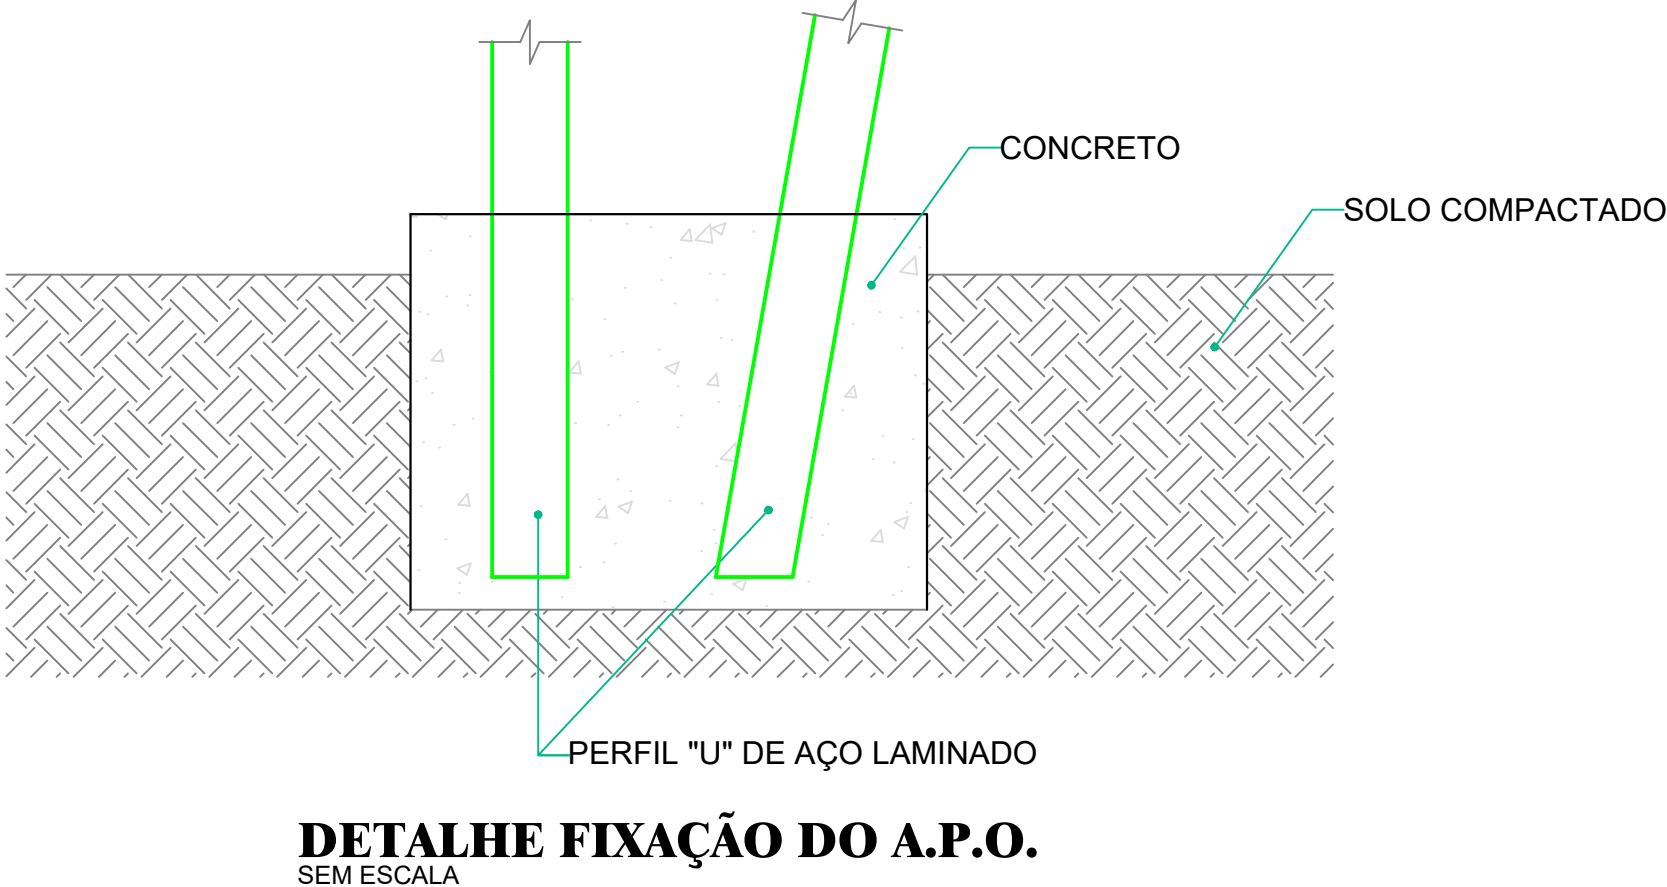 CONCRETO
SOLO COMPACTADO
PERFIL "U" DE AÇO LAMINADO
DETALHE FIXAÇÃO DO A.P.O.
SEM ESCALA